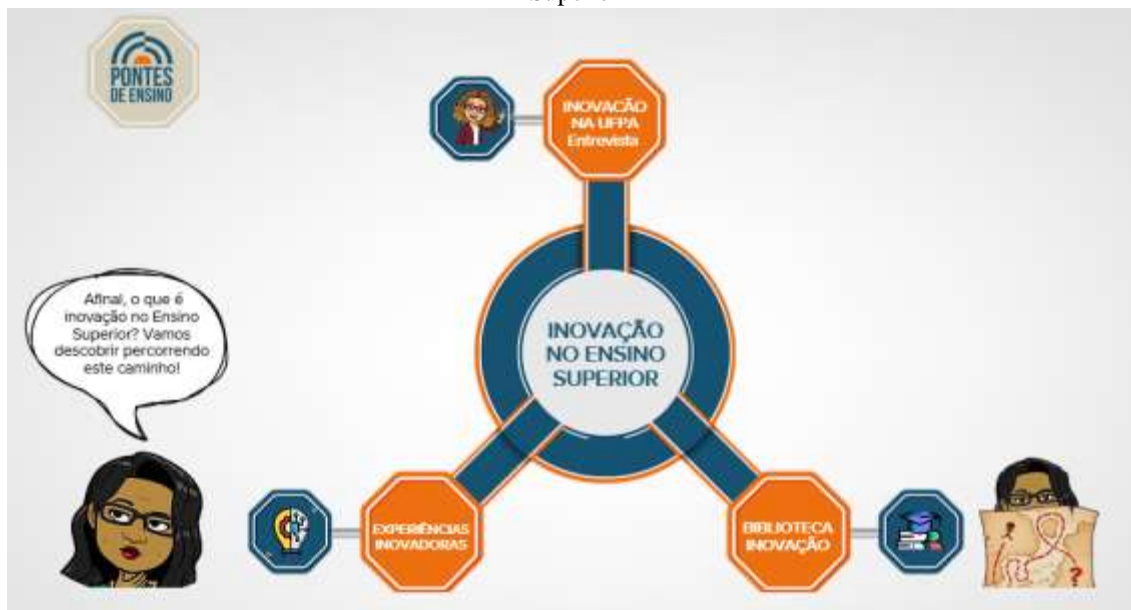 Superior
PONTES
DE ENSINO
INOVAÇÃO
NA UFPA
Entrevista
Afinal, o que é
inovação no Ensino
Superior? Vamos
descobrir percorrendo
este caminho!
INOVAÇÃO
NO ENSINO
SUPERIOR
EXPERIÊNCIAS
INOVADORAS
BIBLIOTECA
INOVAÇÃO
?